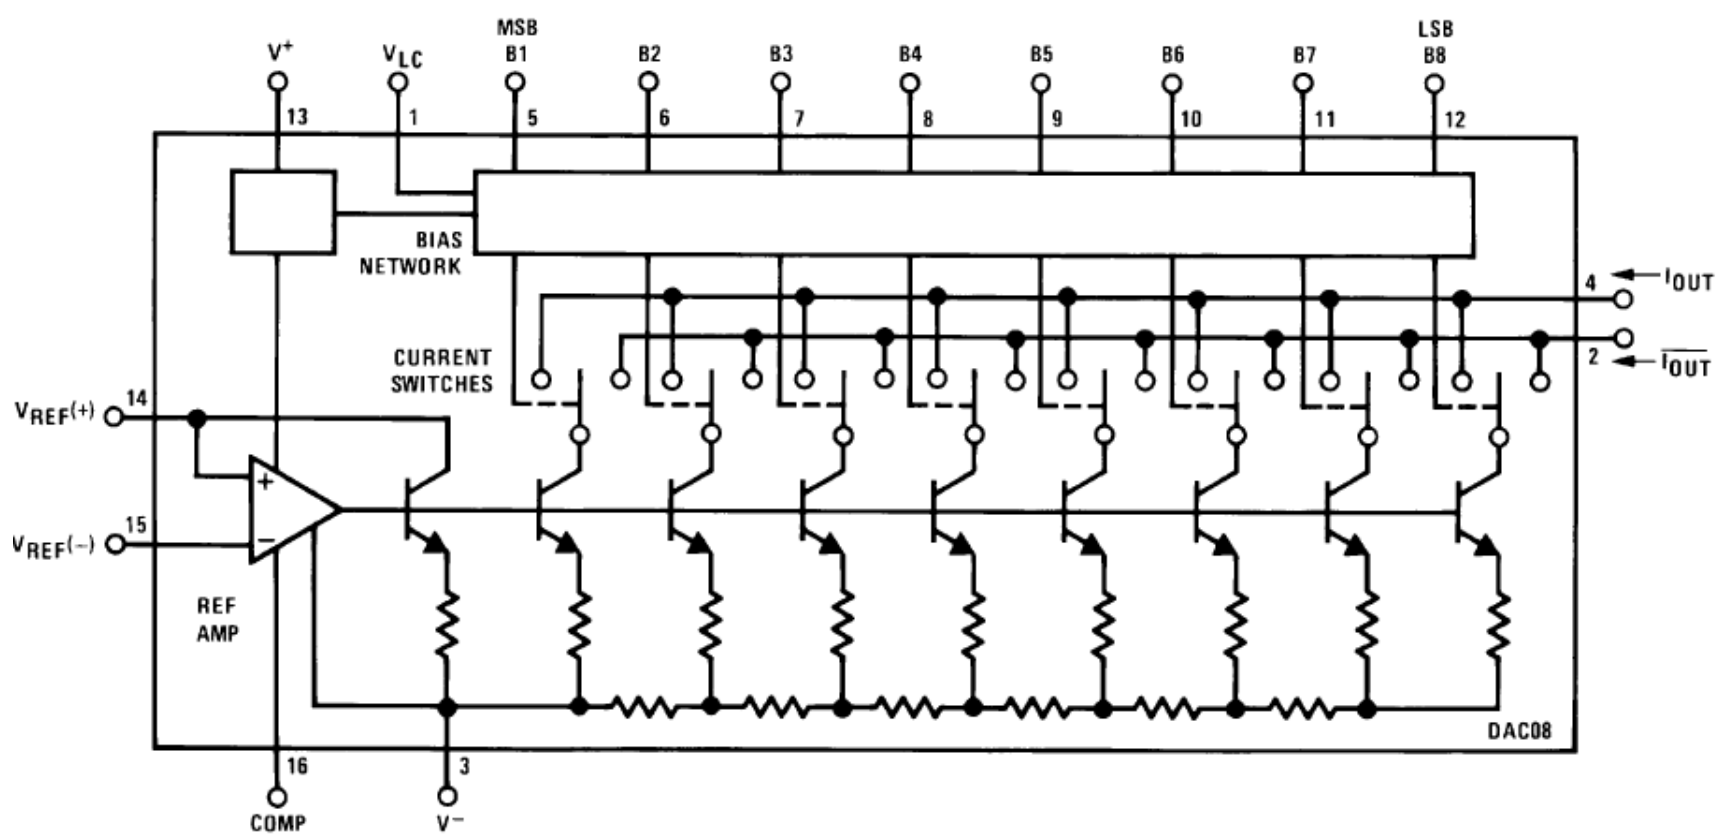 MSB
LSB
V+
VLC
B1
B2
B3
B4
B5
B6
B7
B8
13
1
5
6
7
8
9
10
11
12
BIAS
NETWORK
4
IOUT
CURRENT
SWITCHES
2
IOUT
VREF(+)
14
+
VREF(−)
15
−
REF
AMP
DAC08
16
3
COMP
V−